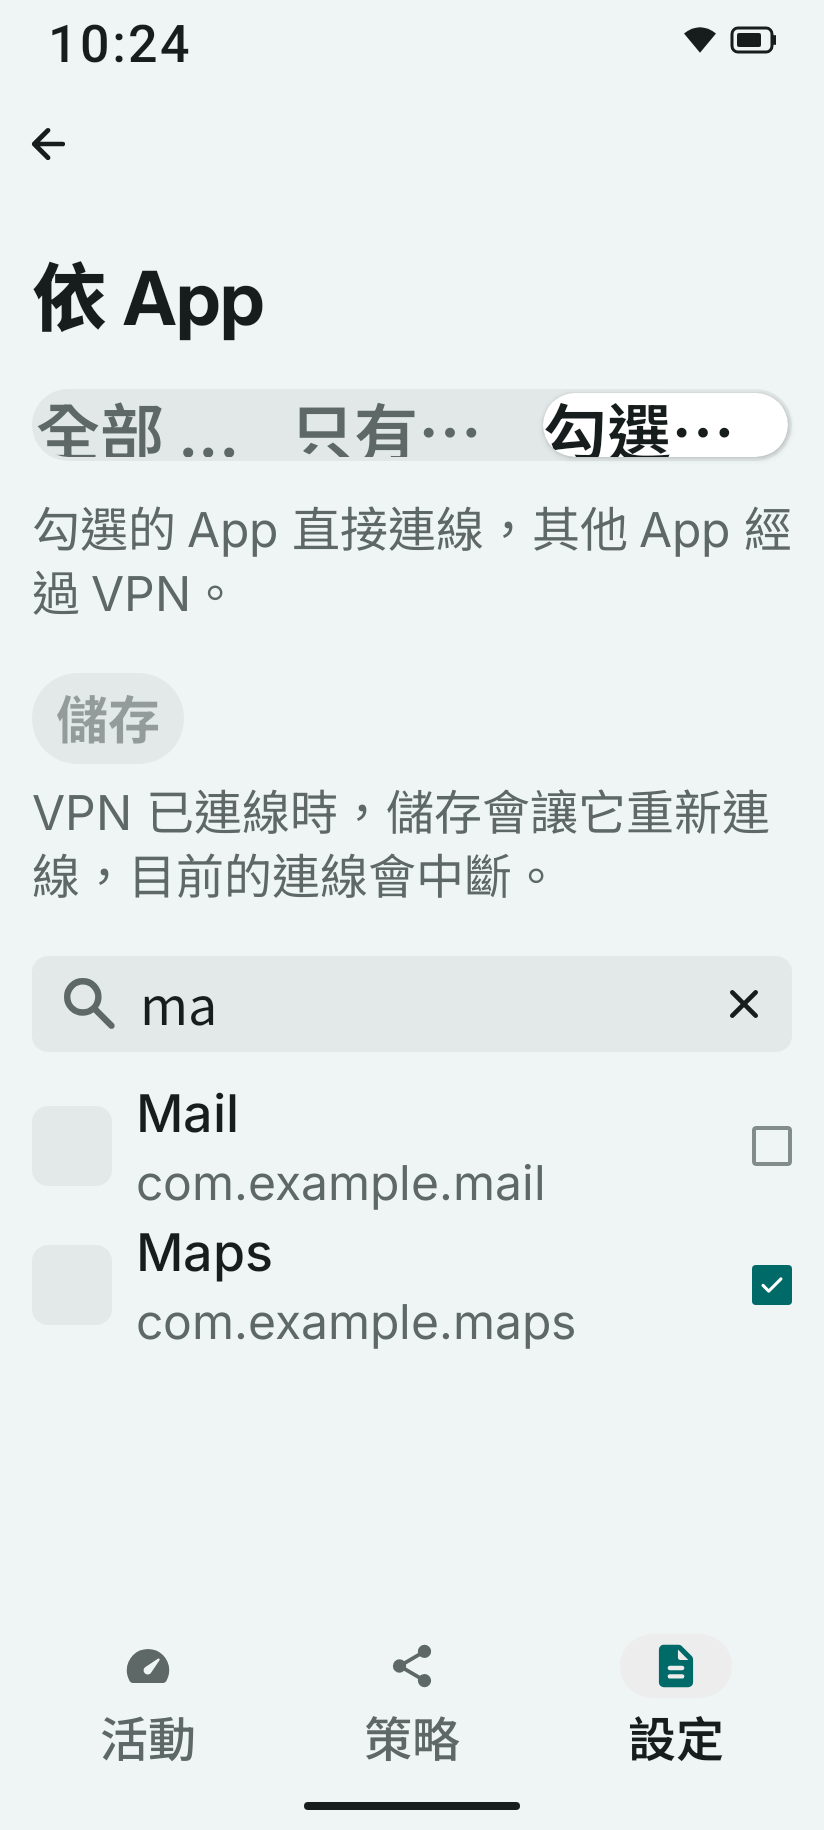 10:24
依 App
全部 ...
只有…
勾選…
勾選的 App 直接連線，其他 App 經
過 VPN。
儲存
VPN 已連線時，儲存會讓它重新連
線，目前的連線會中斷。
ma
Mail
com.example.mail
Maps
com.example.maps
活動
策略
設定